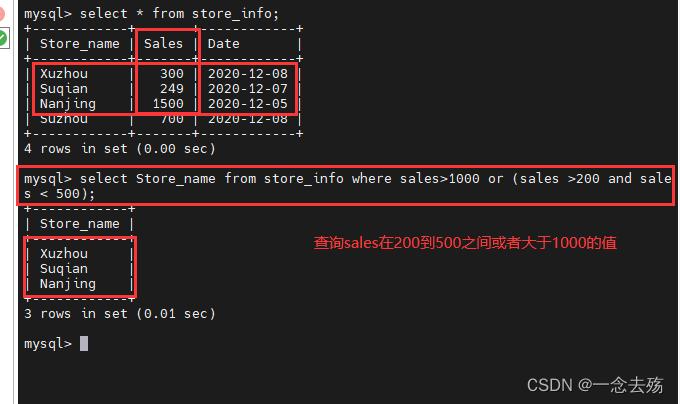 mysql> select * from store_info;
+------------+-------+------------+
| Store_name | Sales | Date       |
+------------+-------+------------+
| Xuzhou     |   300 | 2020-12-08 |
| Suqian     |   249 | 2020-12-07 |
| Nanjing    |  1500 | 2020-12-05 |
| Suzhou     |   700 | 2020-12-08 |
+------------+-------+------------+
4 rows in set (0.00 sec)
mysql> select Store_name from store_info where sales>1000 or (sales >200 and sale
s < 500);
+------------+
| Store_name |
+------------+
| Xuzhou     |
| Suqian     |
| Nanjing    |
+------------+
查询sales在200到500之间或者大于1000的值
3 rows in set (0.01 sec)
mysql>
CSDN @一念去殇